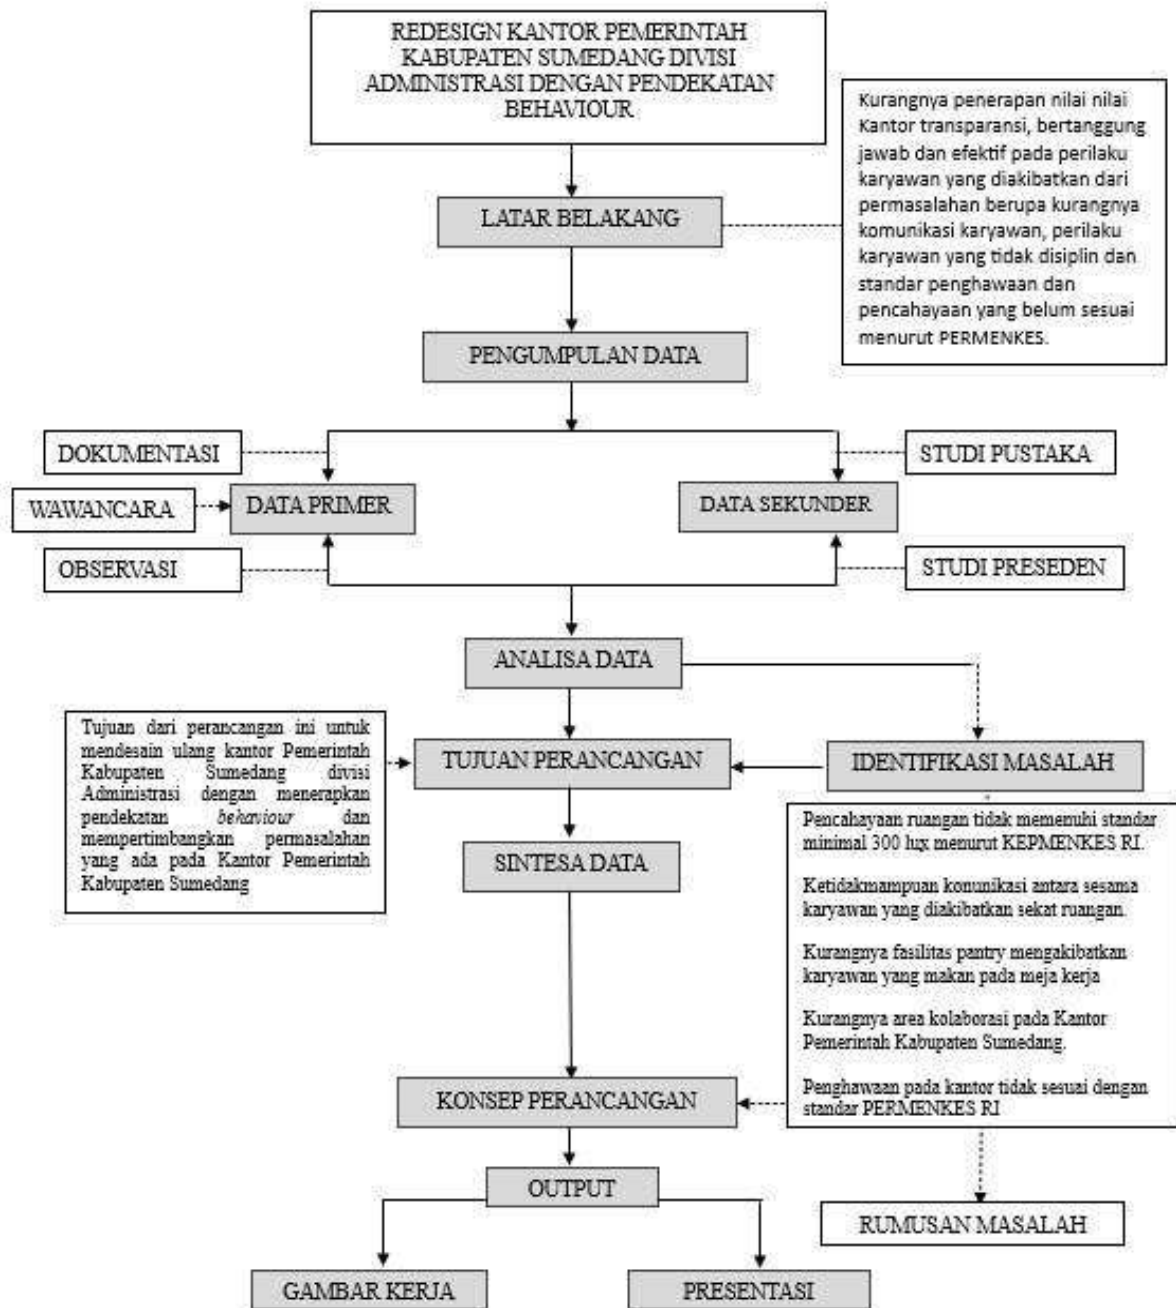 REDESIGN KANTOR PEMERINTAH
KABUPATEN SUMEDANG DIVISI
ADMINISTRASI DENGAN PENDEKATAN
BEHAVIOUR
Kurangnya penerapan nilai nilai
Kantor transparansi, bertanggung
jawab dan efektif pada perilaku
karyawan yang diakibatkan dari
permasalahan berupa kurangnya
komunikasi karyawan, perilaku
karyawan yang tidak disiplin dan
standar penghawaan dan
pencahayaan yang belum sesuai
menurut PERMENKES.
LATAR BELAKANG
PENGUMPULAN DATA
DOKUMENTASI
STUDI PUSTAKA
WAWANCARA
DATA PRIMER
DATA SEKUNDER
OBSERVASI
STUDI PRESEDEN
ANALISA DATA
Tujuan dari perancangan ini untuk
mendesain ulang kantor Pemerintah
Kabupaten Sumedang divisi
Administrasi dengan menerapkan
pendekatan behaviour dan
mempertimbangkan permasalahan
yang ada pada Kantor Pemerintah
Kabupaten Sumedang
TUJUAN PERANCANGAN
IDENTIFIKASI MASALAH
SINTESA DATA
Pencahayaan ruangan tidak memenuhi standar
minimal 300 lux menurut KEPMENKES RI.
Ketidakmampuan komunikasi antara sesama
karyawan yang diakibatkan sekat ruangan.
Kurangnya fasilitas pantry mengakibatkan
karyawan yang makan pada meja kerja
Kurangnya area kolaborasi pada Kantor
Pemerintah Kabupaten Sumedang.
Penghawaan pada kantor tidak sesuai dengan
standar PERMENKES RI
KONSEP PERANCANGAN
OUTPUT
RUMUSAN MASALAH
GAMBAR KERJA
PRESENTASI